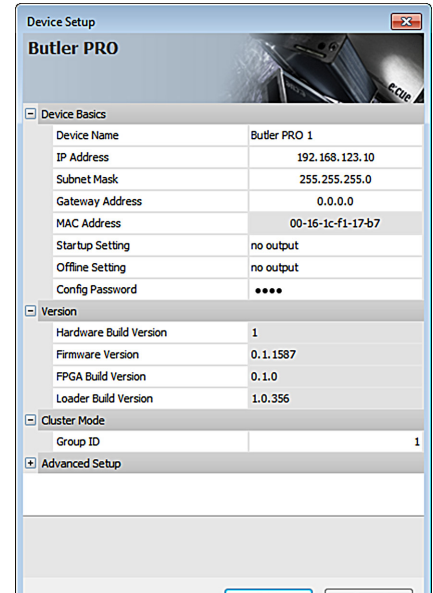 Device Setup
Butler PRO
e:cue
Device Basics
Device Name Butler PRO 1
IP Address 192.168.123.10
Subnet Mask 255.255.255.0
Gateway Address 0.0.0.0
MAC Address 00-16-1c-f1-17-b7
Startup Setting no output
Offline Setting no output
Config Password ●●●●
Version
Hardware Build Version 1
Firmware Version 0.1.1587
FPGA Build Version 0.1.0
Loader Build Version 1.0.356
Cluster Mode
Group ID 1
Advanced Setup